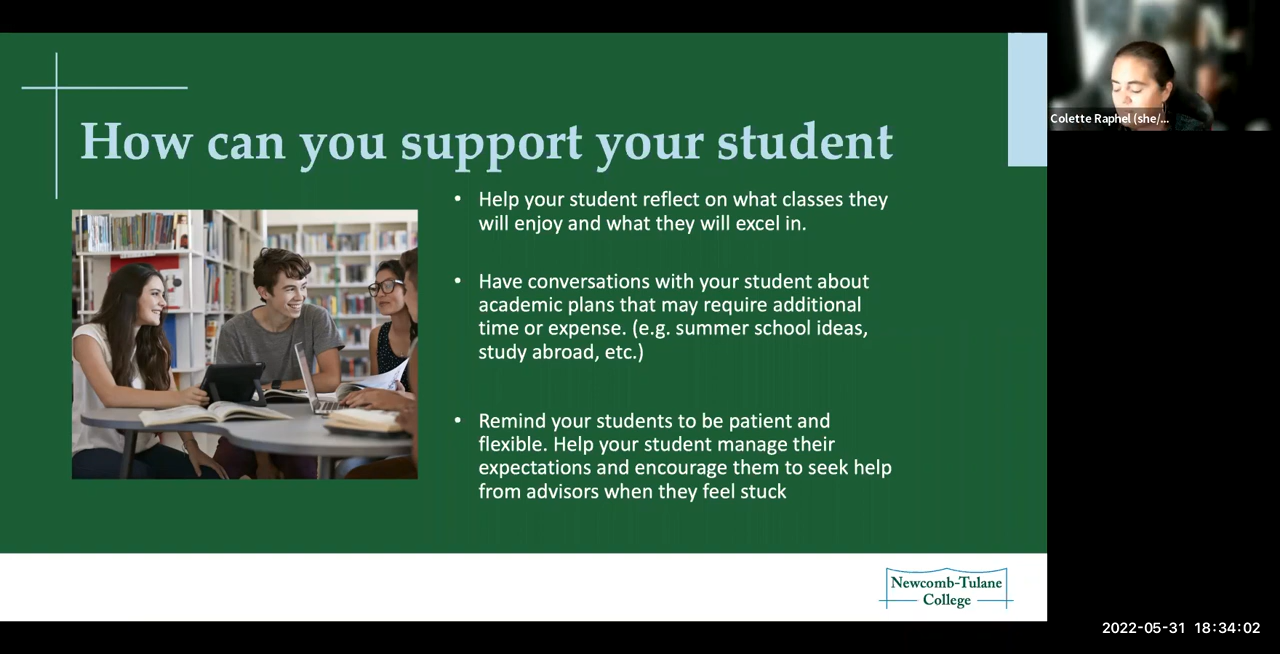 How can you support your student
• Help your student reflect on what classes they
will enjoy and what they will excel in.
• Have conversations with your student about
academic plans that may require additional
time or expense. (e.g. summer school ideas,
study abroad, etc.)
• Remind your students to be patient and
flexible. Help your student manage their
expectations and encourage them to seek help
from advisors when they feel stuck
Newcomb-Tulane
College
Colette Raphel (she/...
2022-05-31 18:34:02